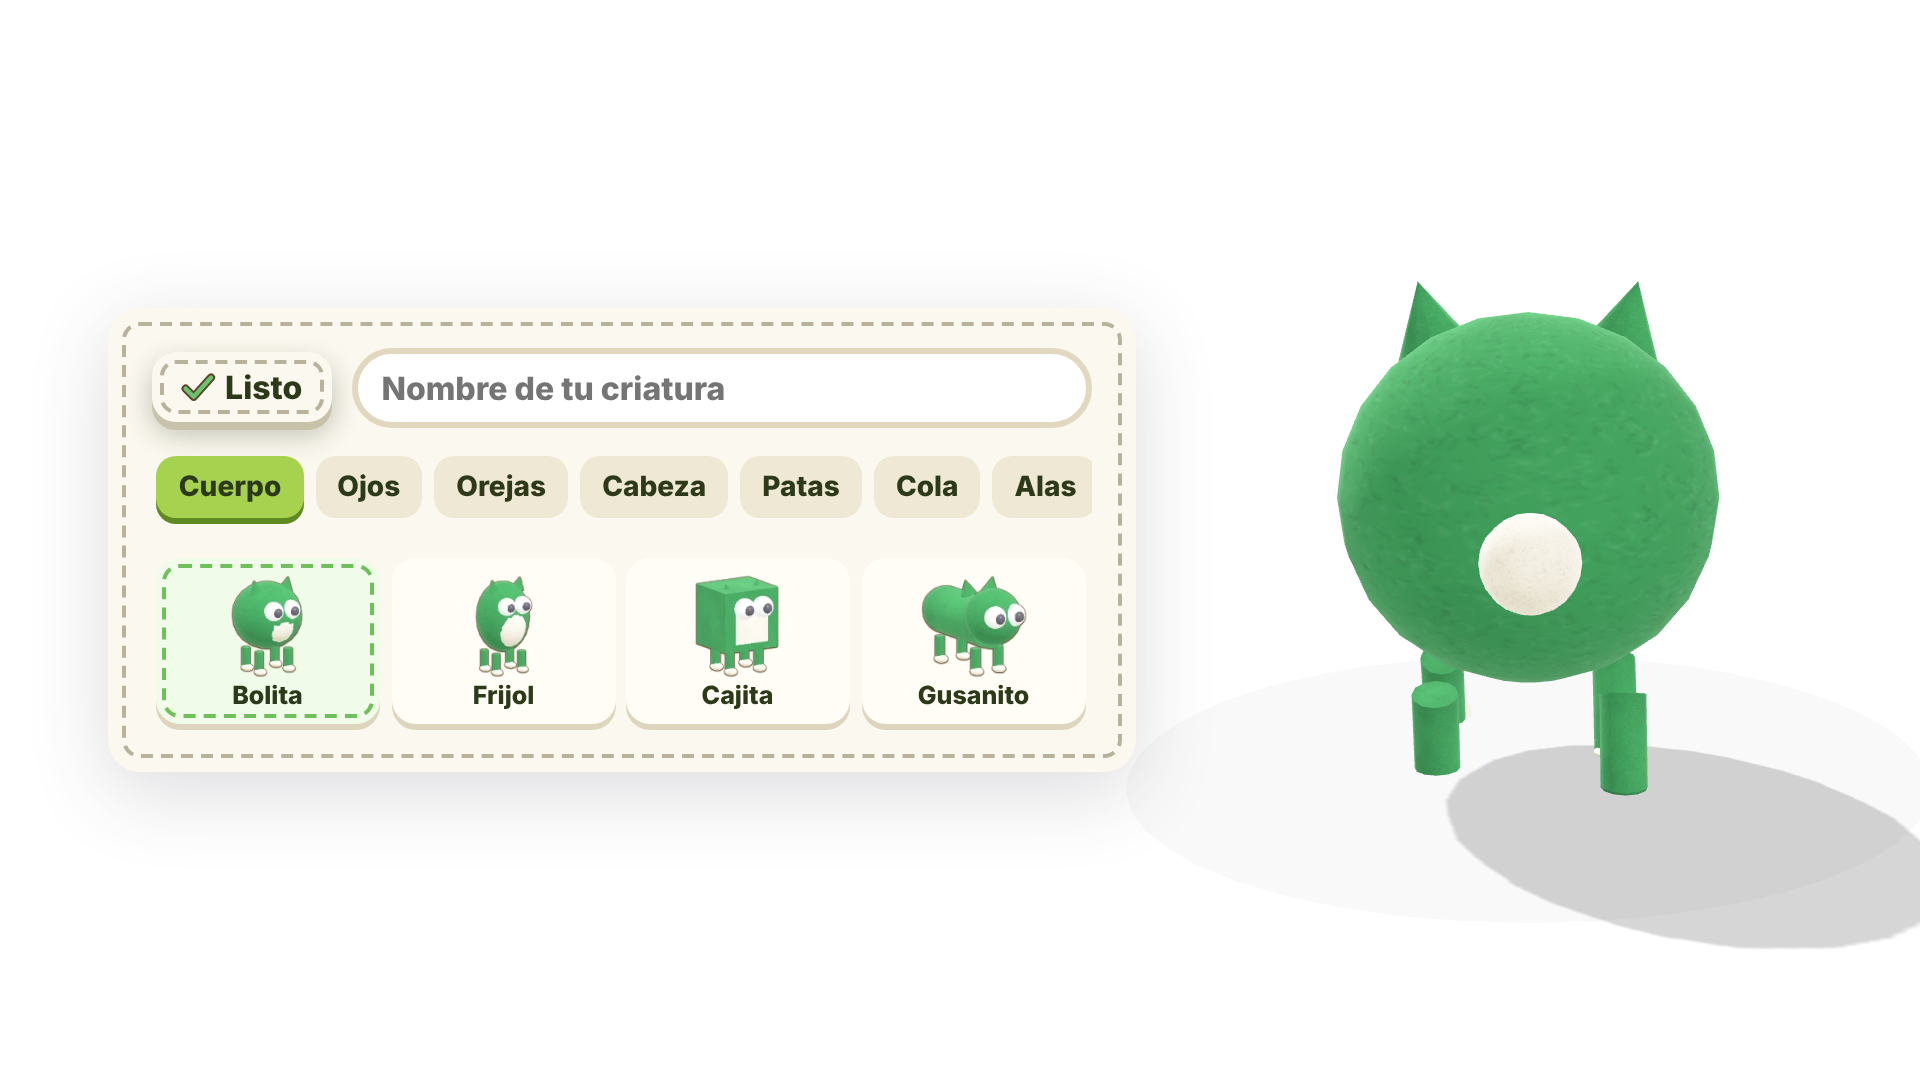 Listo
Nombre de tu criatura
Cuerpo
Ojos
Orejas
Cabeza
Patas
Cola
Alas
Bolita
Frijol
Cajita
Gusanito